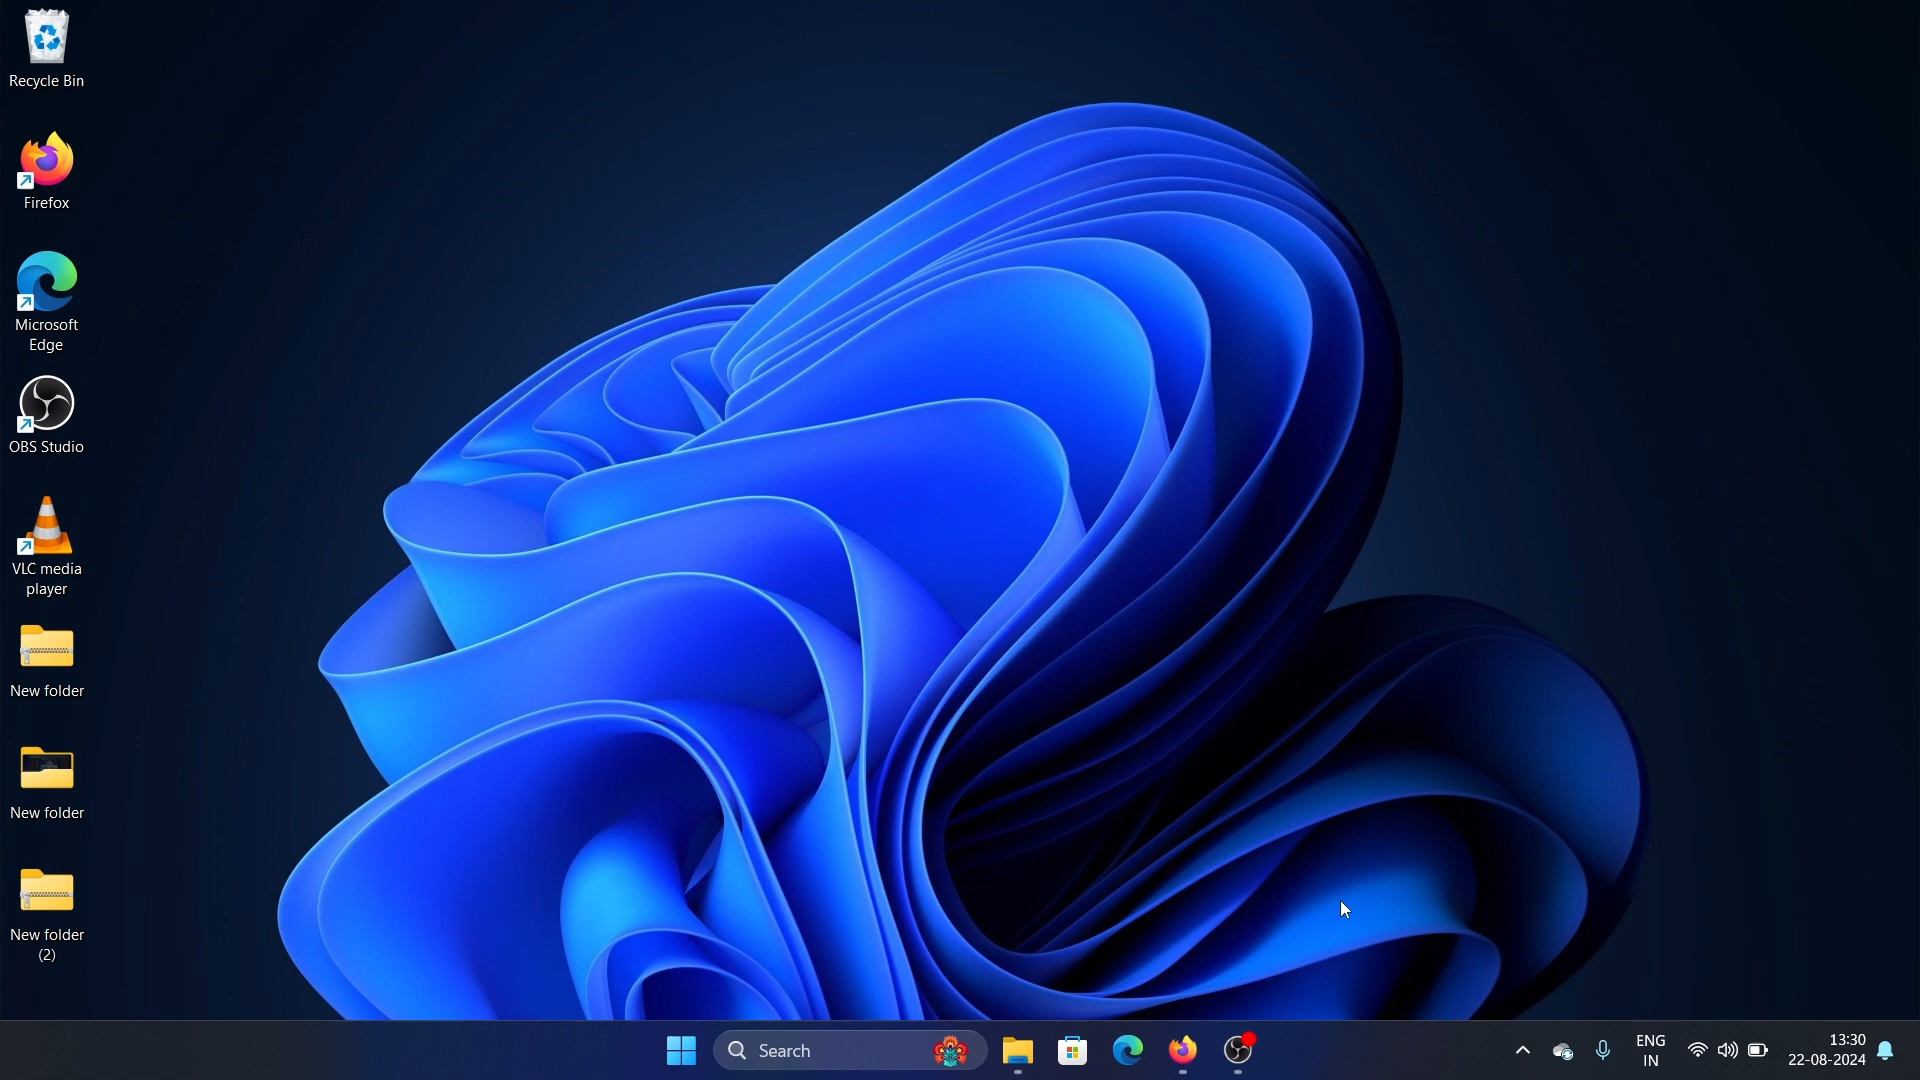 Recycle Bin
Firefox
Microsoft
Edge
OBS Studio
VLC media
player
New folder
New folder
New folder
(2)
Search
ENG
IN
13:30
22-08-2024